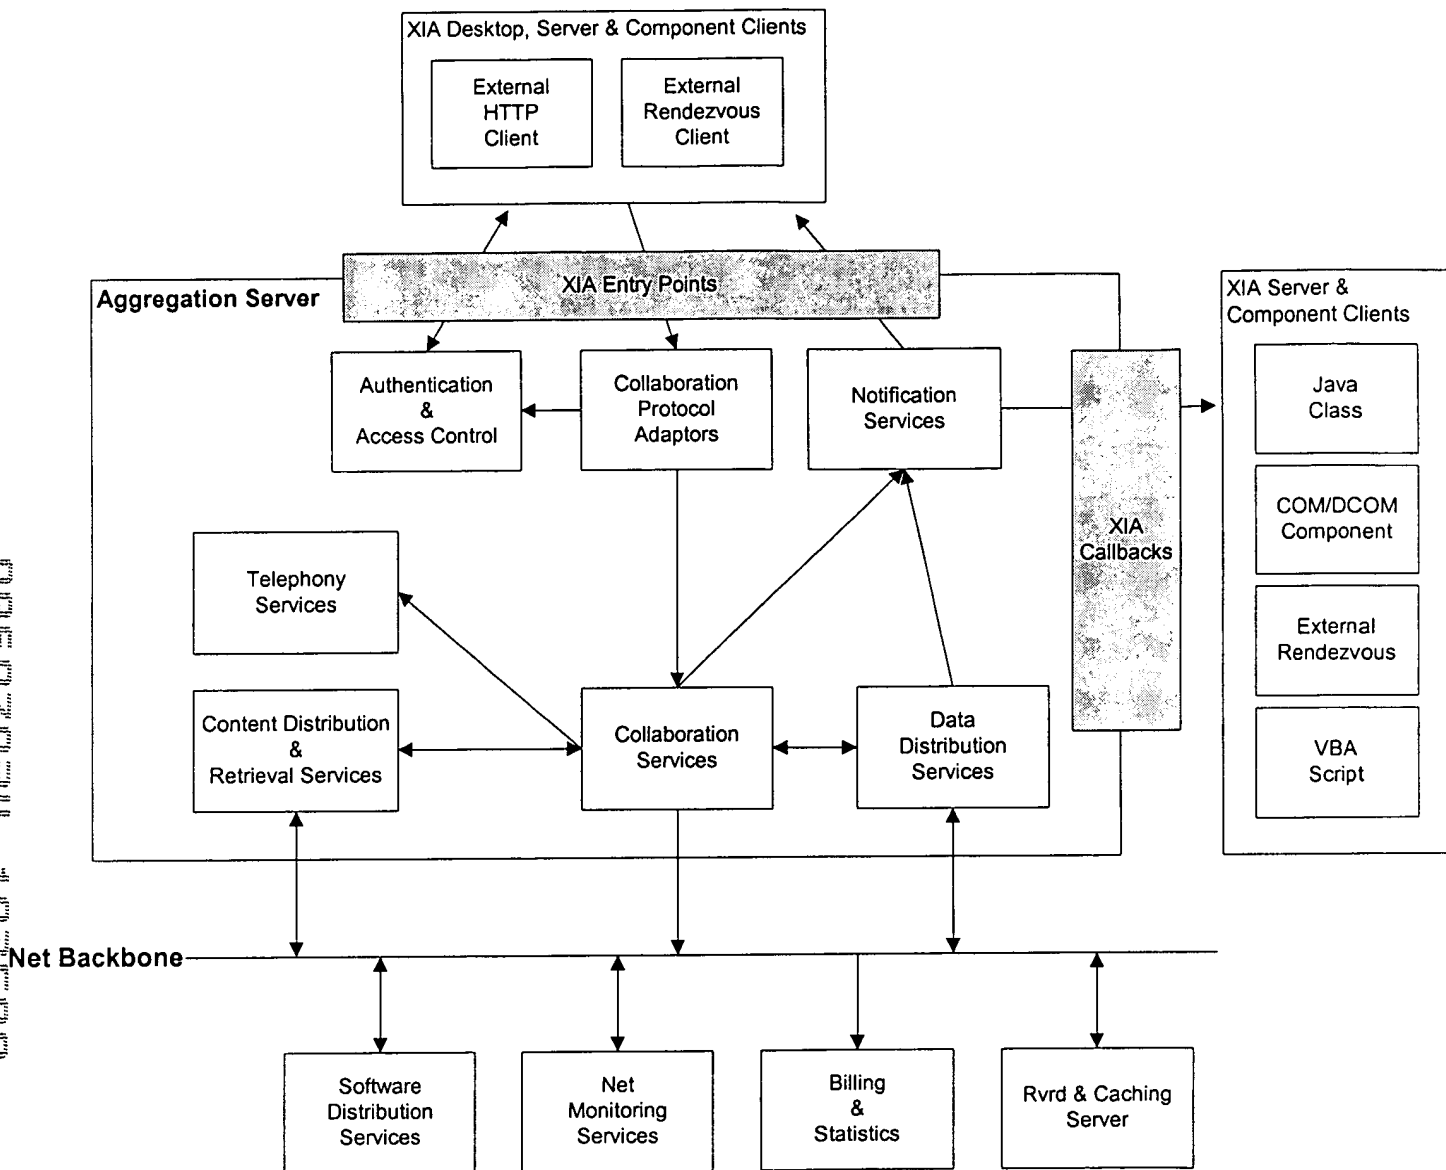 XIA Desktop, Server & Component Clients
External
HTTP
Client
External
Rendezvous
Client
XIA Entry Points
Aggregation Server
Authentication
&
Access Control
Collaboration
Protocol
Adaptors
Notification
Services
XIA
Callbacks
XIA Server &
Component Clients
Java
Class
COM/DCOM
Component
External
Rendezvous
VBA
Script
Telephony
Services
Content Distribution
&
Retrieval Services
Collaboration
Services
Data
Distribution
Services
Net Backbone
Software
Distribution
Services
Net
Monitoring
Services
Billing
&
Statistics
Rvrd & Caching
Server